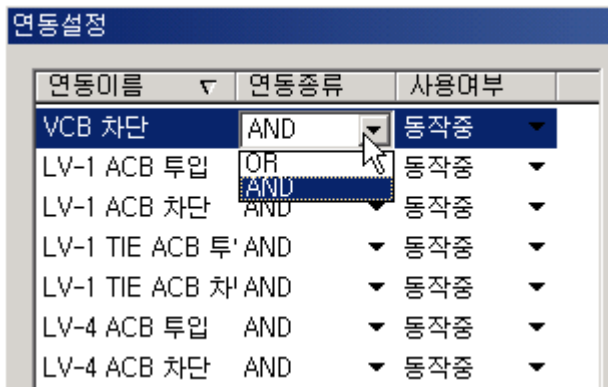 연동설정
연동이름 연동종류 사용여부
VCB 차단 AND 동작중
LV-1 ACB 투입 OR 동작중
AND
LV-1 ACB 차단 AND 동작중
LV-1 TIE ACB 투 AND 동작중
LV-1 TIE ACB 차 AND 동작중
LV-4 ACB 투입 AND 동작중
LV-4 ACB 차단 AND 동작중